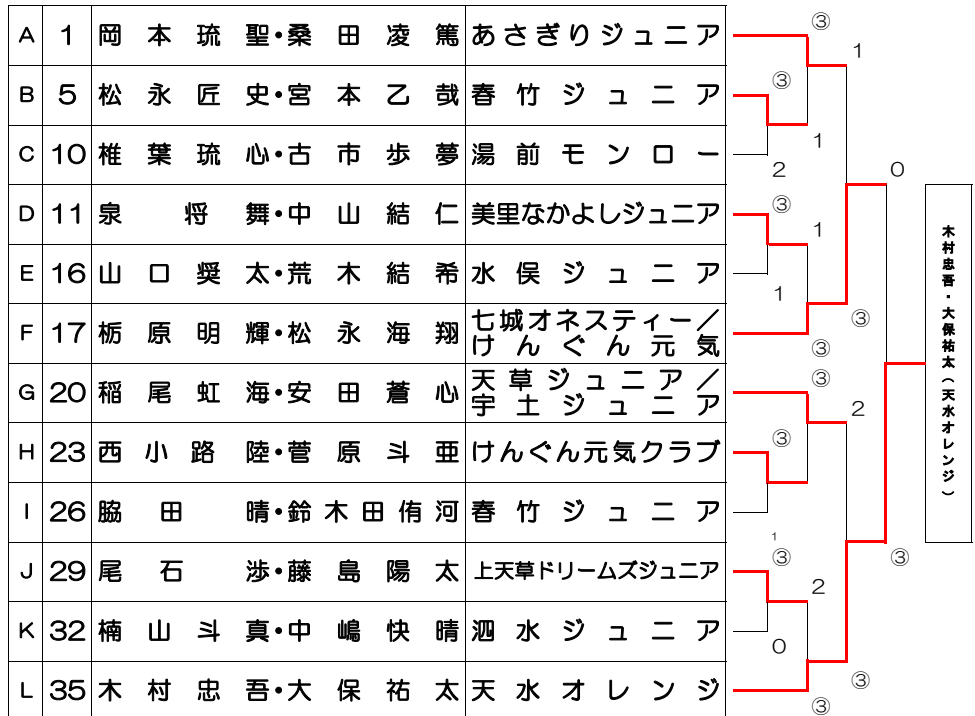 A 1 岡本琉聖・桑田凌篤 あさぎりジュニア
B 5 松永匠史・宮本乙哉 春竹ジュニア
C 10 椎葉琉心・古市歩夢 湯前モンロー
D 11 泉将舞・中山結仁 美里なかよしジュニア
E 16 山口奨太・荒木結希 水俣ジュニア
F 17 栃原明輝・松永海翔 七城オネスティー／
けんぐん元気
G 20 稲尾虹海・安田蒼心 天草ジュニア／
宇土ジュニア
H 23 西小路陸・菅原斗亜 けんぐん元気クラブ
I 26 脇田晴・鈴木田侑河 春竹ジュニア
J 29 尾石渉・藤島陽太 上天草ドリームズジュニア
K 32 楠山斗真・中嶋快晴 泗水ジュニア
L 35 木村忠吾・大保祐太 天水オレンジ
③
1
③
1
2
0
③
1
1
③
③
③
2
③
1
③
③
2
0
③
③
木村忠吾・大保祐太（天水オレンジ）